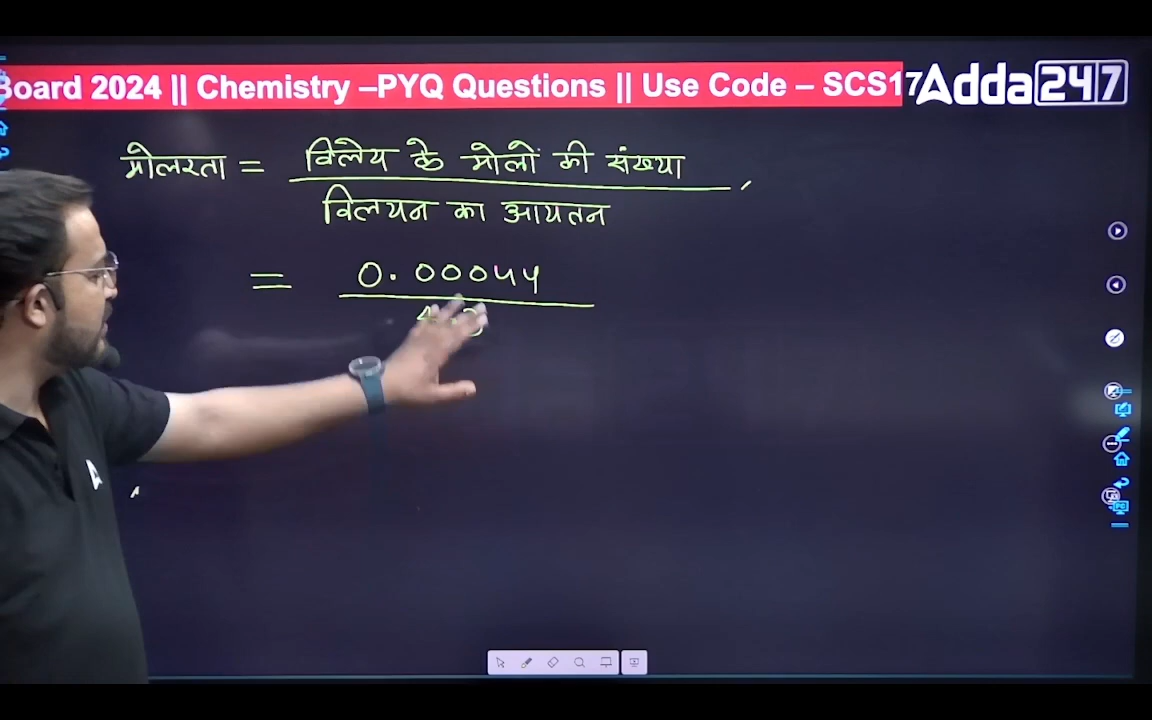 Board 2024 || Chemistry –PYQ Questions || Use Code – SCS17
Adda247
मोलरता = विलेय के मोलों की संख्या
विलयन का आयतन
= 0.00044